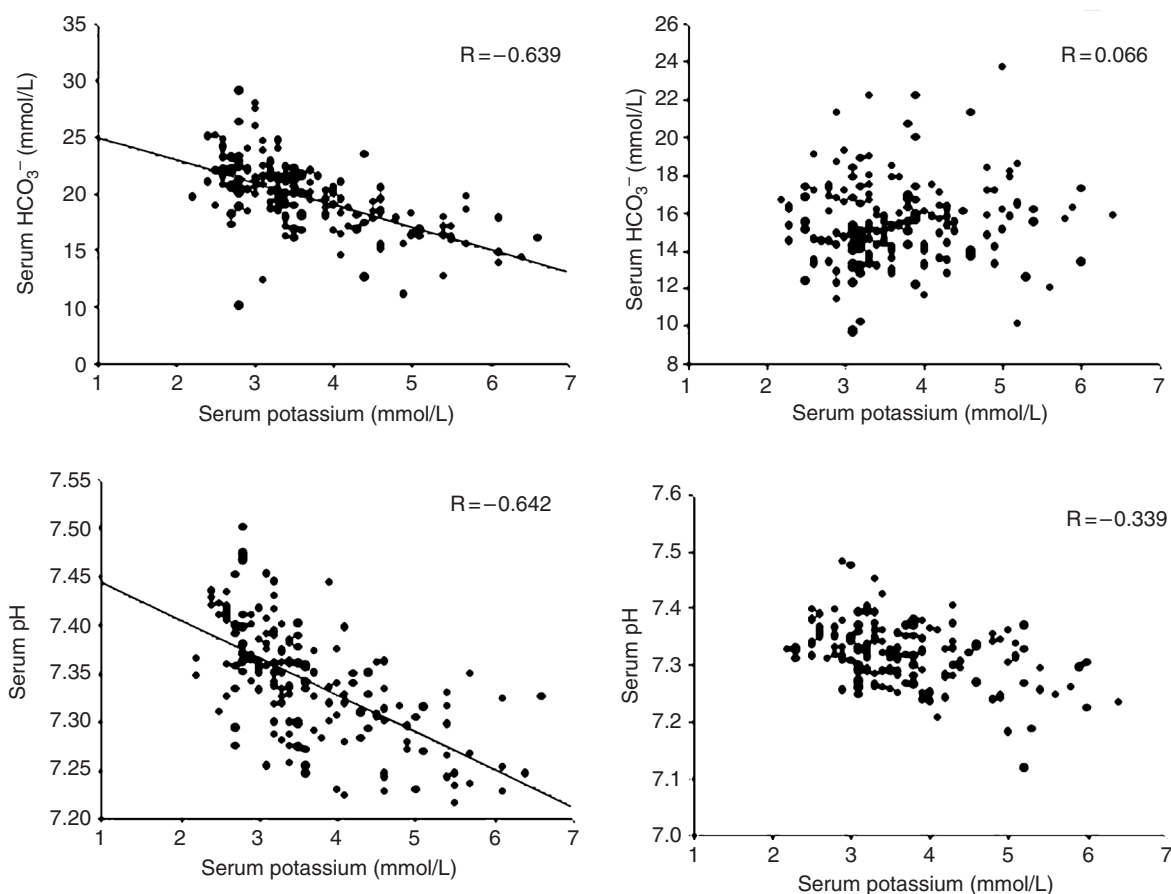 35
30
25
20
15
10
0
Serum HCO₃⁻ (mmol/L)
R=−0.639
1 2 3 4 5 6 7
Serum potassium (mmol/L)
26
24
22
20
18
16
14
12
10
8
Serum HCO₃⁻ (mmol/L)
R=0.066
1 2 3 4 5 6 7
Serum potassium (mmol/L)
7.55
7.50
7.45
7.40
7.35
7.30
7.25
7.20
Serum pH
R=−0.642
1 2 3 4 5 6 7
Serum potassium (mmol/L)
7.6
7.5
7.4
7.3
7.2
7.1
7.0
Serum pH
R=−0.339
1 2 3 4 5 6 7
Serum potassium (mmol/L)